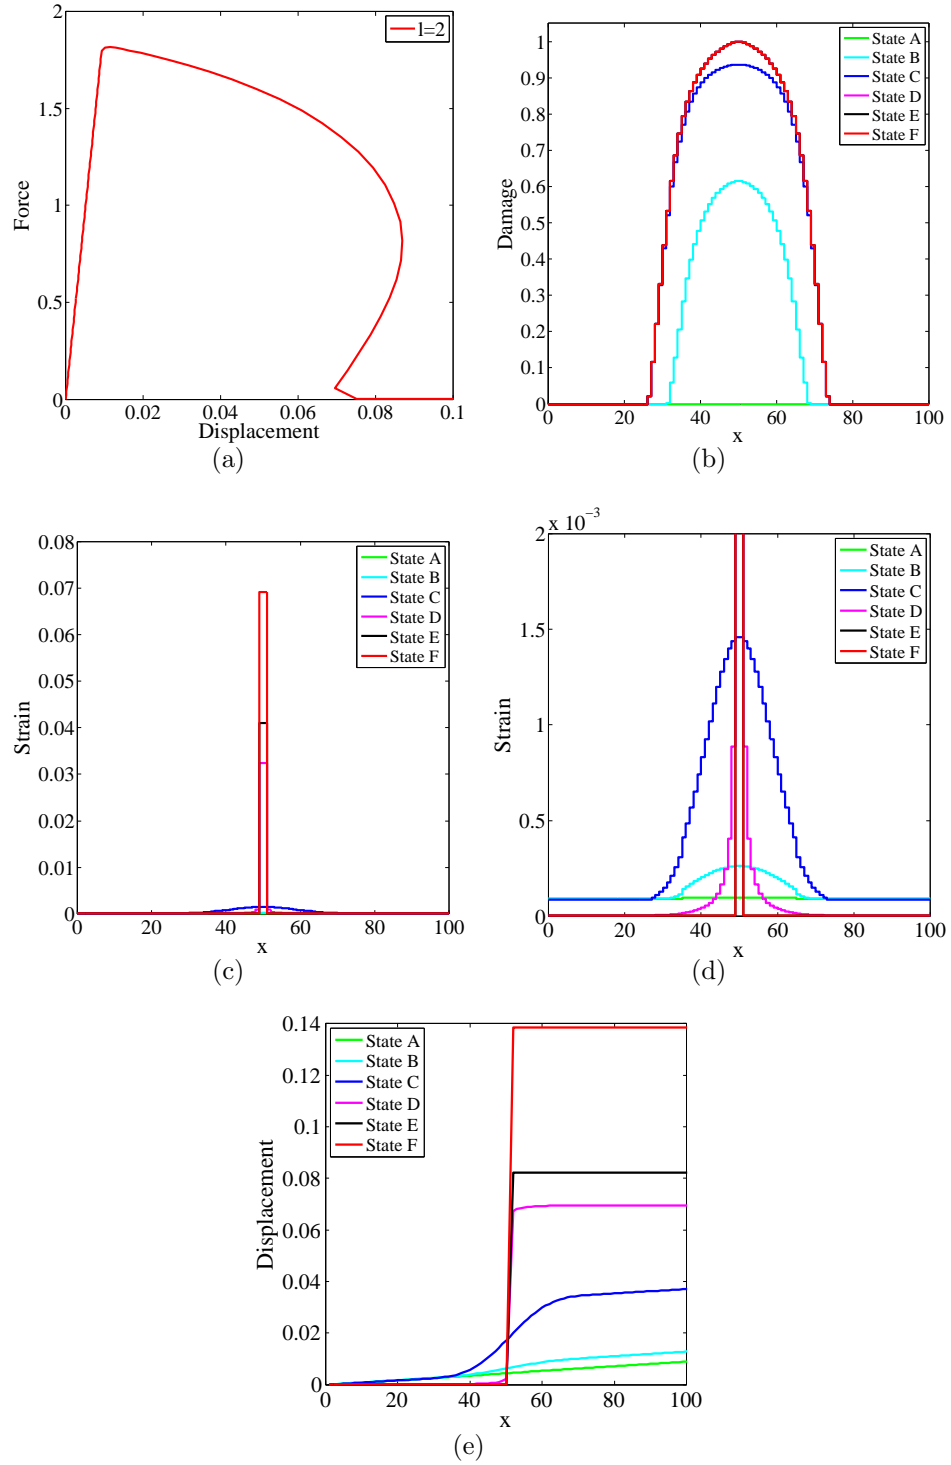 2
1.5
1
0.5
0
Force
l=2
0 0.02 0.04 0.06 0.08 0.1
Displacement
(a)
1
0.9
0.8
0.7
0.6
0.5
0.4
0.3
0.2
0.1
0
Damage
State A
State B
State C
State D
State E
State F
0 20 40 60 80 100
x
(b)
0.08
0.07
0.06
0.05
0.04
0.03
0.02
0.01
0
Strain
State A
State B
State C
State D
State E
State F
0 20 40 60 80 100
x
(c)
x 10−3
2
1.5
1
0.5
0
Strain
State A
State B
State C
State D
State E
State F
0 20 40 60 80 100
x
(d)
0.14
0.12
0.1
0.08
0.06
0.04
0.02
0
Displacement
State A
State B
State C
State D
State E
State F
0 20 40 60 80 100
x
(e)